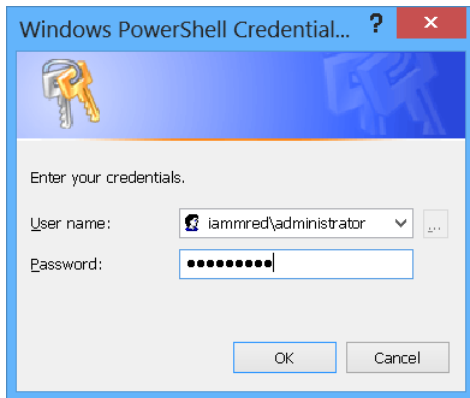 Windows PowerShell Credential... ? ×
Enter your credentials.
User name: iammred\administrator ...
Password: ●●●●●●●●●
OK Cancel